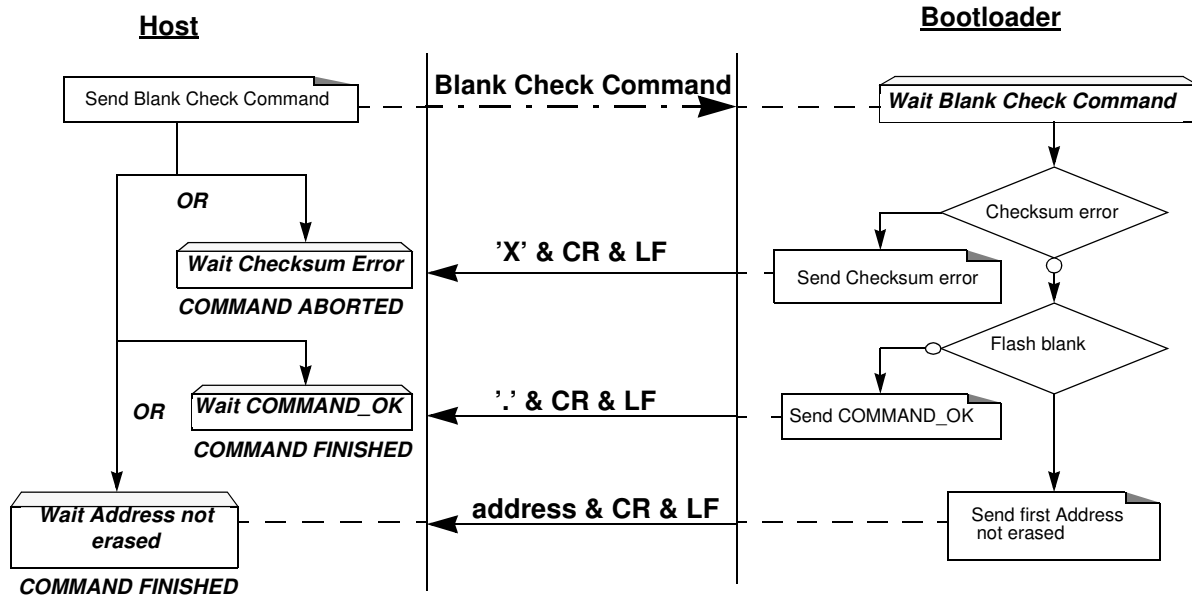 Host
Bootloader
Send Blank Check Command
Blank Check Command
Wait Blank Check Command
OR
Checksum error
Wait Checksum Error
'X' & CR & LF
Send Checksum error
COMMAND ABORTED
Flash blank
OR
Wait COMMAND_OK
'.' & CR & LF
Send COMMAND_OK
COMMAND FINISHED
Wait Address not
erased
address & CR & LF
Send first Address
not erased
COMMAND FINISHED